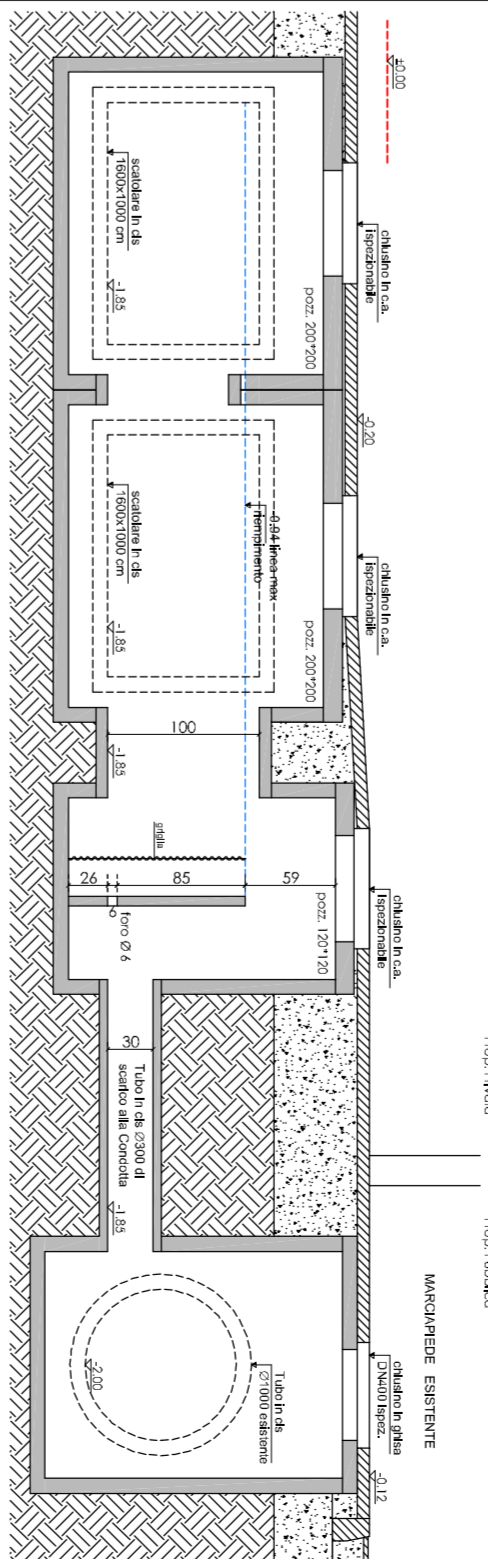 ±0.00
chiusino in c.a.
ispezionabile
pozz. 200*200
scatolare in cls
1600x1000 cm
-1.85
-0.20
chiusino in c.a.
ispezionabile
-0.94 linea max
riempimento
pozz. 200*200
scatolare in cls
1600x1000 cm
-1.85
100
-1.85
chiusino in c.a.
ispezionabile
pozz. 120*120
griglia
26
85
59
6
foro Ø 6
30
Tubo in cls Ø300 di
scarico alla Condotta
-1.85
MARCIAPIEDE ESISTENTE
chiusino in ghisa
DN400 ispez.
-0.12
Tubo in cls
Ø1000 esistente
-2.00